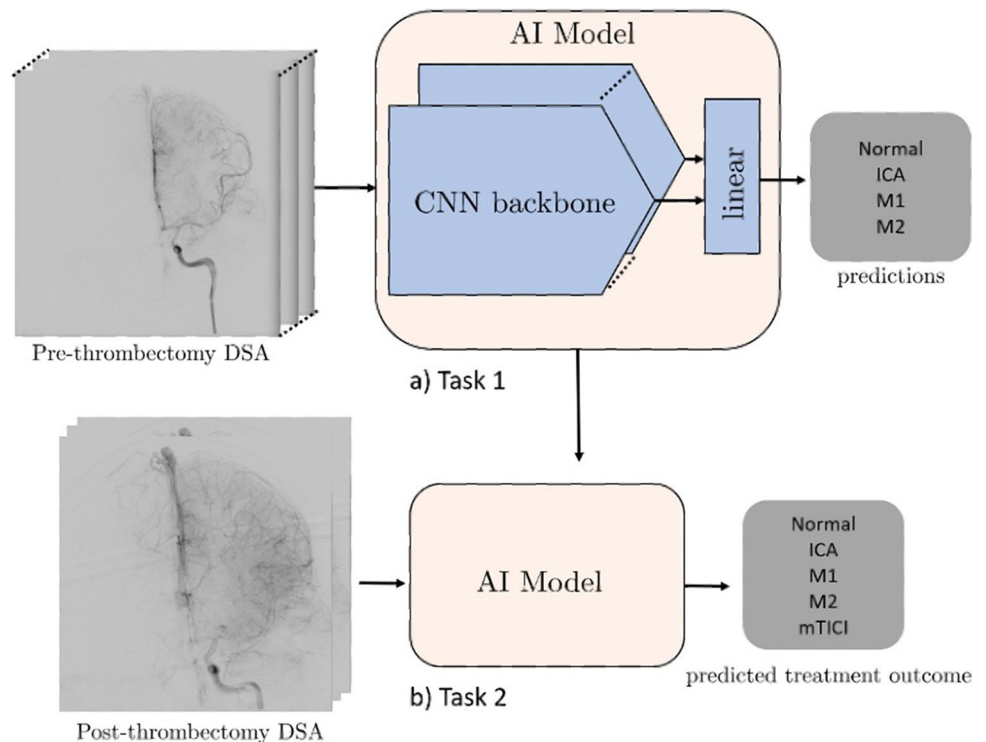 AI Model
CNN backbone
linear
Normal
ICA
M1
M2
predictions
Pre-thrombectomy DSA
a) Task 1
AI Model
Normal
ICA
M1
M2
mTICI
predicted treatment outcome
b) Task 2
Post-thrombectomy DSA